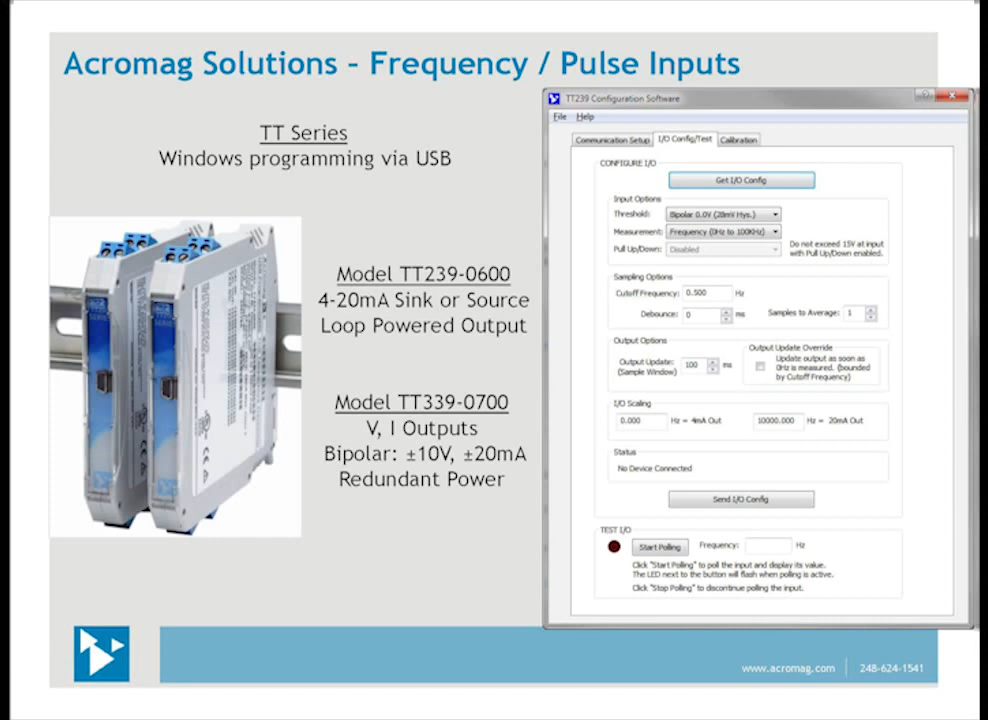 Acromag Solutions – Frequency / Pulse Inputs
TT Series
Windows programming via USB
Model TT239-0600
4-20mA Sink or Source
Loop Powered Output
Model TT339-0700
V, I Outputs
Bipolar: ±10V, ±20mA
Redundant Power
TT239 Configuration Software
File Help
Communication Setup I/O Config/Test Calibration
CONFIGURE I/O
Get I/O Config
Input Options
Threshold: Bipolar 0.0V (28mV Hys.)
Measurement: Frequency (0Hz to 100KHz)
Pull Up/Down: Disabled
Do not exceed 15V at input
with Pull Up/Down enabled.
Sampling Options
Cutoff Frequency: 0.500 Hz
Debounce: 0 ms Samples to Average: 1
Output Options
Output Update: 100 ms
(Sample Window)
Output Update Override
Update output as soon as
0Hz is measured. (bounded
by Cutoff Frequency)
I/O Scaling
0.000 Hz = 4mA Out 10000.000 Hz = 20mA Out
Status
No Device Connected
Send I/O Config
TEST I/O
Start Polling Frequency: Hz
Click "Start Polling" to poll the input and display its value.
The LED next to the button will flash when polling is active.
Click "Stop Polling" to discontinue polling the input.
www.acromag.com 248-624-1541